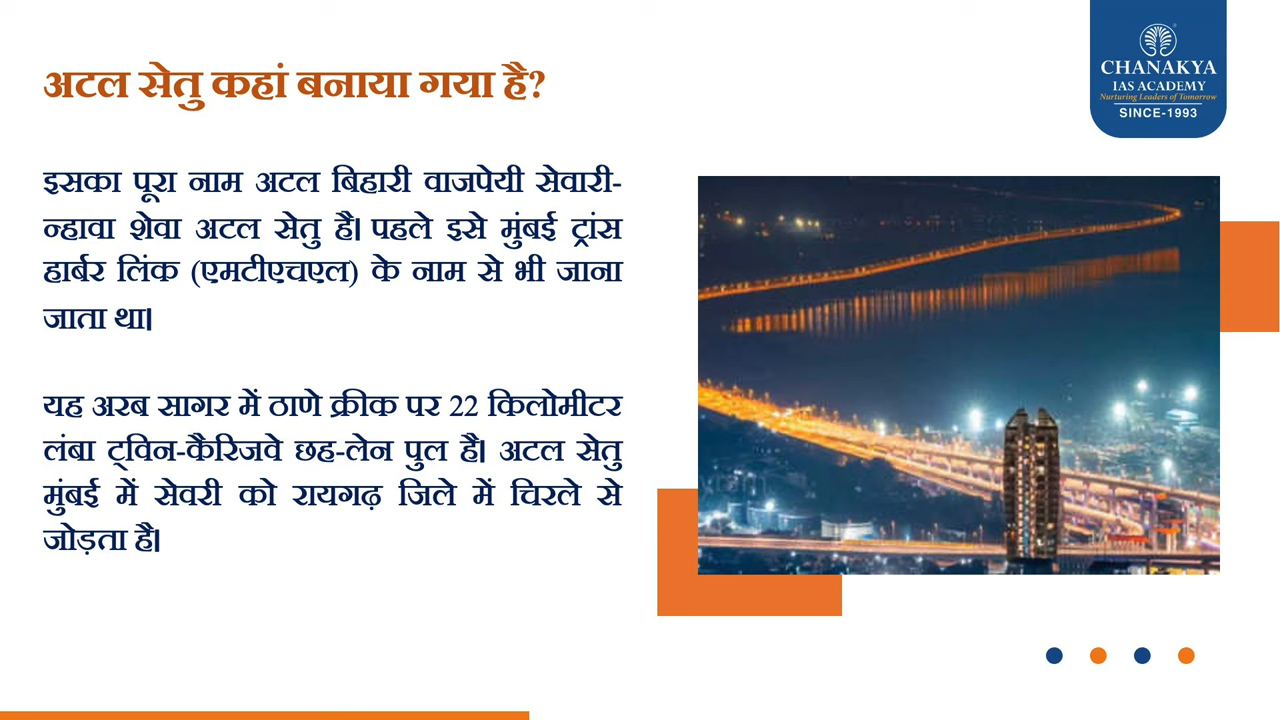 अटल सेतु कहां बनाया गया है?
CHANAKYA
IAS ACADEMY
Nurturing Leaders of Tomorrow
SINCE-1993
इसका पूरा नाम अटल बिहारी वाजपेयी सेवारी-
न्हावा शेवा अटल सेतु है। पहले इसे मुंबई ट्रांस
हार्बर लिंक (एमटीएचएल) के नाम से भी जाना
जाता था।
यह अरब सागर में ठाणे क्रीक पर 22 किलोमीटर
लंबा ट्विन-कैरिजवे छह-लेन पुल है। अटल सेतु
मुंबई में सेवरी को रायगढ़ जिले में चिरले से
जोड़ता है।